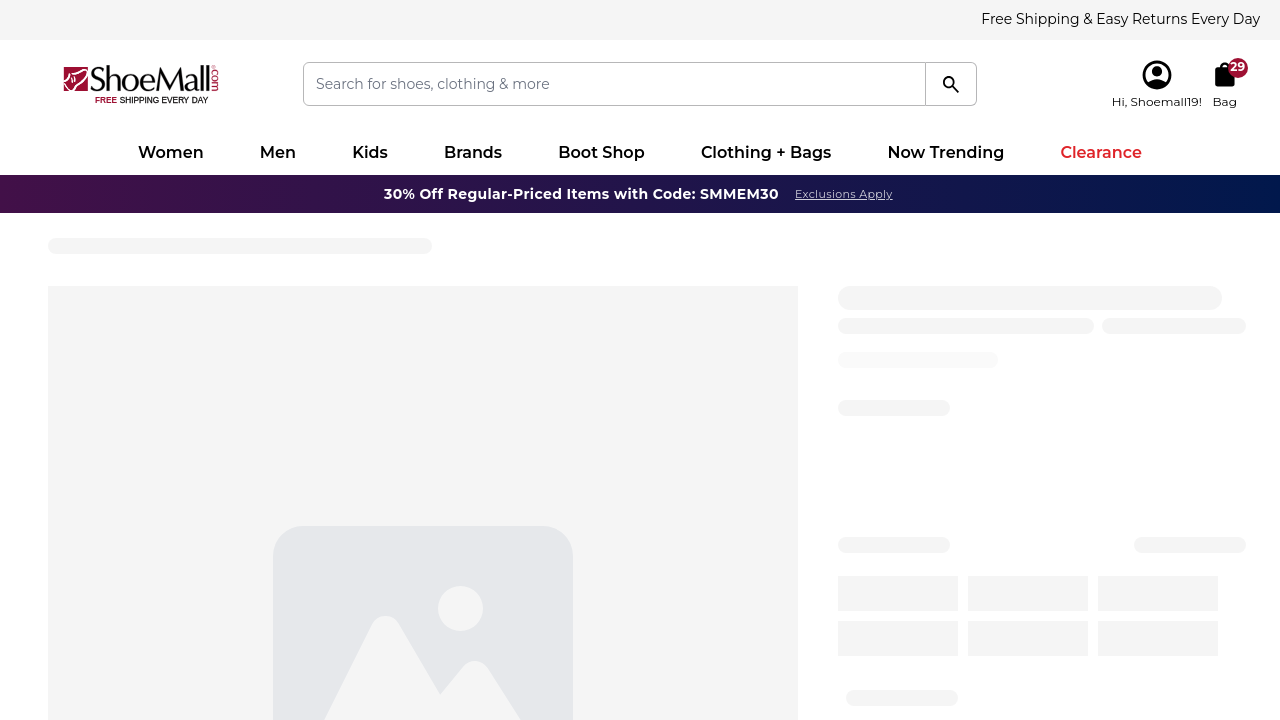 Free Shipping & Easy Returns Every Day
ShoeMall®.com
FREE SHIPPING EVERY DAY
Search for shoes, clothing & more
29
Hi, Shoemall19!
Bag
Women
Men
Kids
Brands
Boot Shop
Clothing + Bags
Now Trending
Clearance
30% Off Regular-Priced Items with Code: SMMEM30
Exclusions Apply